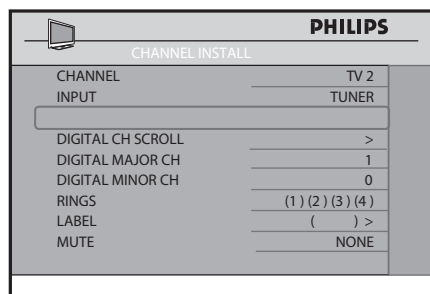 PHILIPS
CHANNEL INSTALL
CHANNEL TV 2
INPUT TUNER
DIGITAL CH SCROLL >
DIGITAL MAJOR CH 1
DIGITAL MINOR CH 0
RINGS (1 ) (2 ) (3 ) (4 )
LABEL ( ) >
MUTE NONE